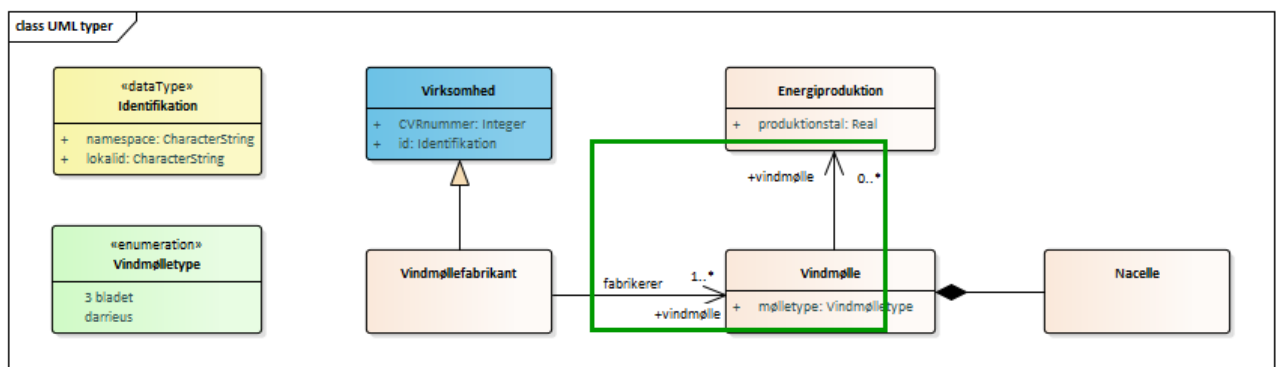 class UML typer
«dataType»
Identifikation
+ namespace: CharacterString
+ lokalid: CharacterString
Virksomhed
+ CVRnummer: Integer
+ id: Identifikation
Energiproduktion
+ produktionstal: Real
+vindmølle 0..*
«enumeration»
Vindmølletype
3 bladet
darrieus
Vindmøllefabrikant
fabrikerer 1..*
+vindmølle
Vindmølle
+ mølletype: Vindmølletype
Nacelle